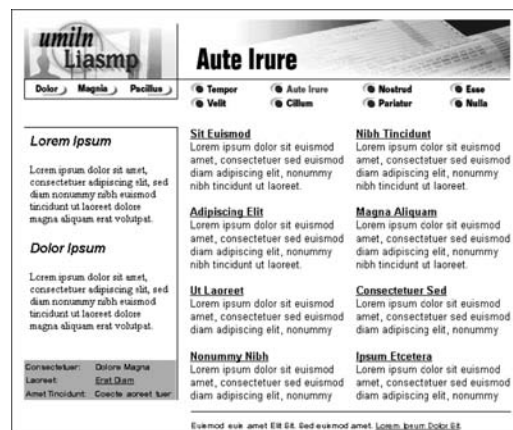 umiln
Liasmp
Aute Irure
Dolor Magnia Pacillus
Tempor Aute Irure Nostrud Esse
Velit Cillum Pariatur Nulla
Lorem Ipsum
Lorem ipsum dolor sit amet,
consectetuer adipiscing elit, sed
diam nonummy nibh euismod
tincidunt ut laoreet dolore
magna aliquam erat volutpat.
Dolor Ipsum
Lorem ipsum dolor sit amet,
consectetuer adipiscing elit, sed
diam nonummy nibh euismod
tincidunt ut laoreet dolore
magna aliquam erat volutpat.
Consectetuer: Dolore Magna
Laoreet: Erat Diam
Amet Tincidunt: Coecte aoreet tuer
Sit Euismod
Lorem ipsum dolor sit euismod
amet, consectetuer sed euismod
diam adipiscing elit, nonummy
nibh tincidunt ut laoreet.
Adipiscing Elit
Lorem ipsum dolor sit euismod
amet, consectetuer sed euismod
diam adipiscing elit, nonummy
nibh tincidunt ut laoreet.
Ut Laoreet
Lorem ipsum dolor sit euismod
amet, consectetuer sed euismod
diam adipiscing elit, nonummy
Nonummy Nibh
Lorem ipsum dolor sit euismod
amet, consectetuer sed euismod
diam adipiscing elit, nonummy
Nibh Tincidunt
Lorem ipsum dolor sit euismod
amet, consectetuer sed euismod
diam adipiscing elit, nonummy
nibh tincidunt ut laoreet.
Magna Aliquam
Lorem ipsum dolor sit euismod
amet, consectetuer sed euismod
diam adipiscing elit, nonummy
nibh tincidunt ut laoreet.
Consectetuer Sed
Lorem ipsum color sit euismod
amet, consectetuer sed euismod
diam adipiscing elit, nonummy
Ipsum Etcetera
Lorem ipsum dolor sit euismod
amet, consectetuer sed euismod
diam adipiscing elit, nonummy
Euismod euis amet Elit Sit. Sed euismod amet. Lorem Ipsum Dolor Sit.